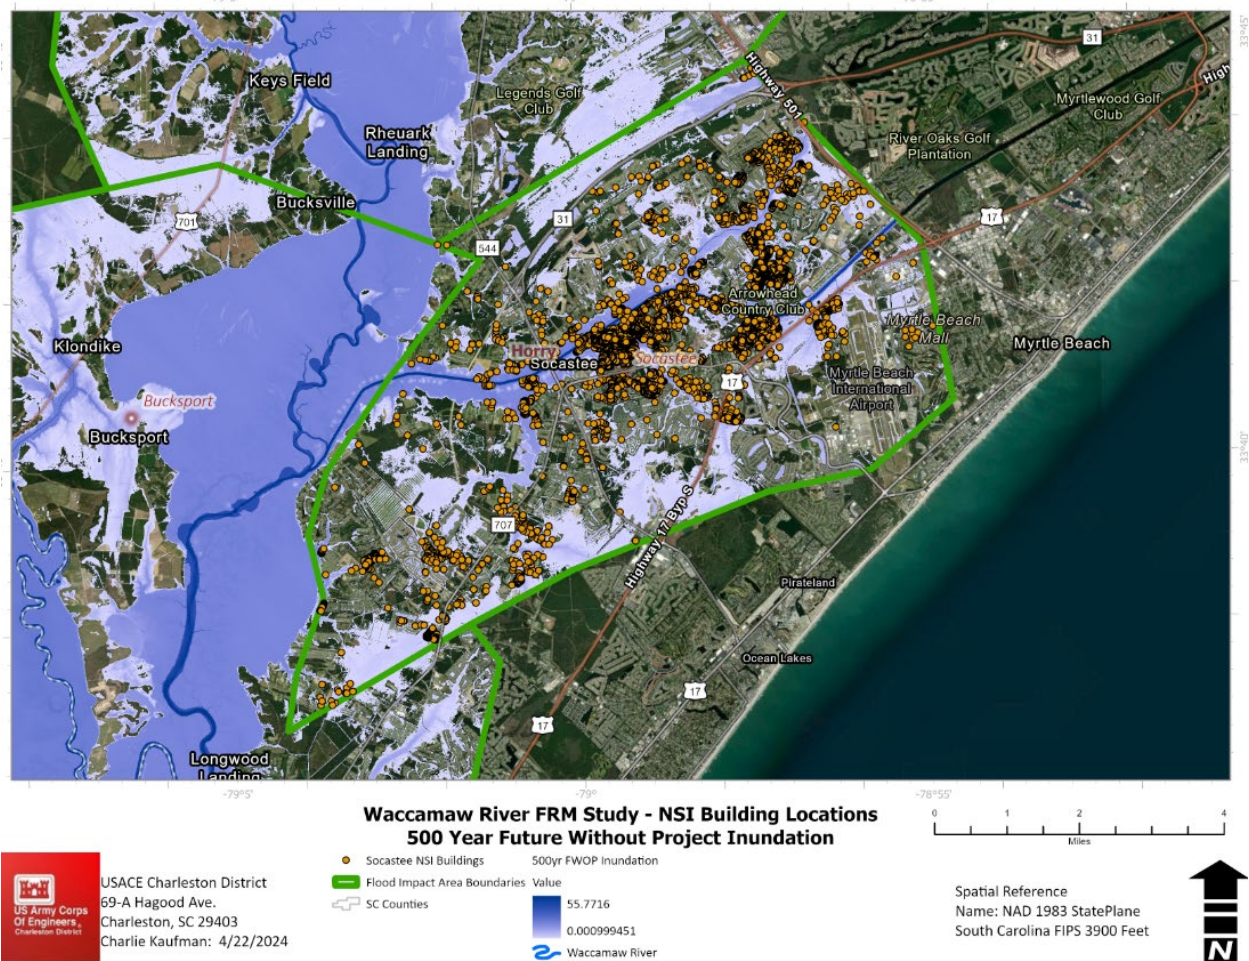 33°45'
31
Highway 501
High
Keys Field
Legends Golf
Club
Myrtlewood Golf
Club
Rheuark
Landing
River Oaks Golf
Plantation
Bucksville
701
31
17
544
Arrowhead
Country Club
Myrtle Beach
Mall
Klondike
Horry
Socastee
Socastee
Myrtle Beach
17
Myrtle Beach
International
Airport
Bucksport
Bucksport
33°40'
707
Highway 17 Byp S
Pirateland
Ocean Lakes
17
17
Longwood
Landing
-79°5'
-79°
-78°55'
Waccamaw River FRM Study - NSI Building Locations
500 Year Future Without Project Inundation
0 1 2 4
Miles
Socastee NSI Buildings
Flood Impact Area Boundaries
SC Counties
500yr FWOP Inundation
Value
55.7716
0.000999451
Waccamaw River
US Army Corps
Of Engineers
Charleston District
USACE Charleston District
69-A Hagood Ave.
Charleston, SC 29403
Charlie Kaufman: 4/22/2024
Spatial Reference
Name: NAD 1983 StatePlane
South Carolina FIPS 3900 Feet
N